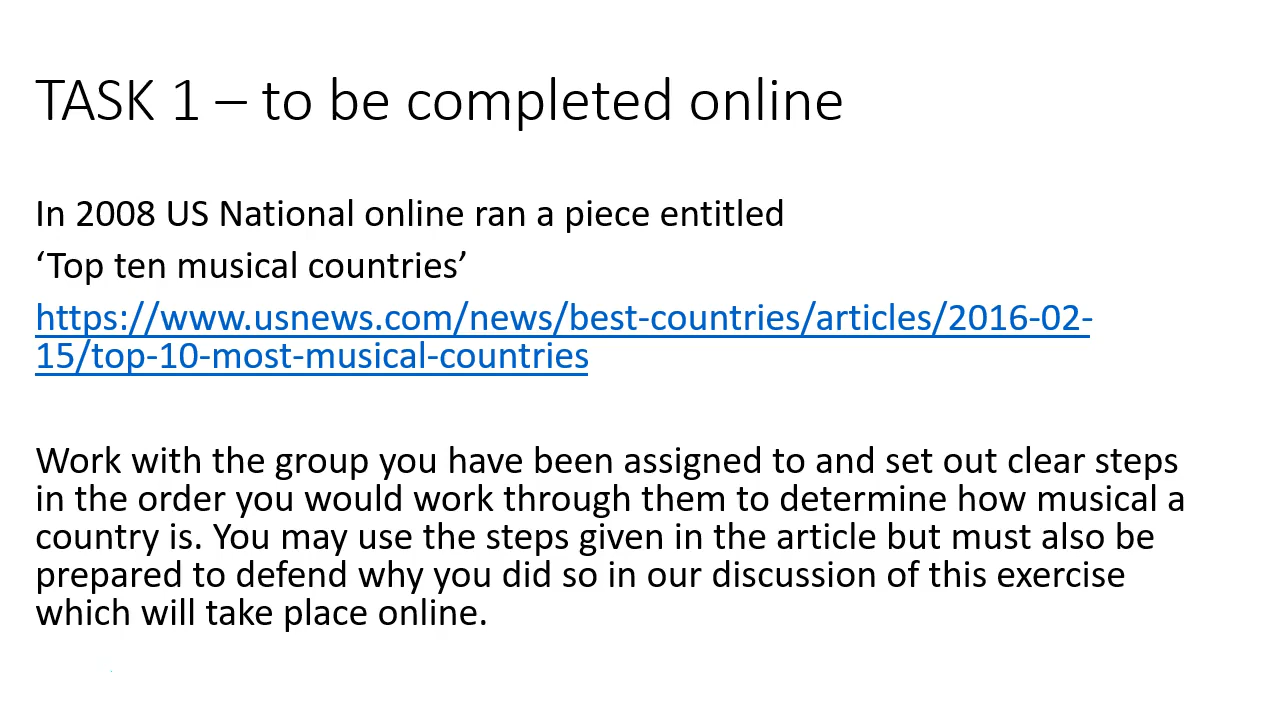 TASK 1 – to be completed online
In 2008 US National online ran a piece entitled
‘Top ten musical countries’
https://www.usnews.com/news/best-countries/articles/2016-02-
15/top-10-most-musical-countries
Work with the group you have been assigned to and set out clear steps
in the order you would work through them to determine how musical a
country is. You may use the steps given in the article but must also be
prepared to defend why you did so in our discussion of this exercise
which will take place online.